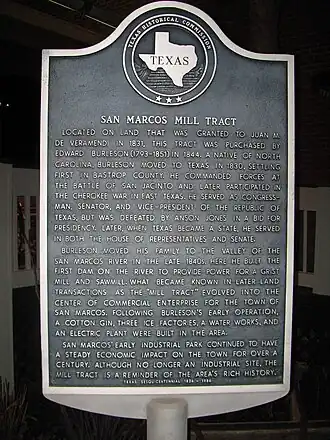 TEXAS HISTORICAL COMMISSION
TEXAS
SAN MARCOS MILL TRACT
LOCATED ON LAND THAT WAS GRANTED TO JUAN M.
DE VERAMENDI IN 1831, THIS TRACT WAS PURCHASED BY
EDWARD BURLESON (1793-1851) IN 1844. A NATIVE OF NORTH
CAROLINA, BURLESON MOVED TO TEXAS IN 1830, SETTLING
FIRST IN BASTROP COUNTY. HE COMMANDED FORCES AT
THE BATTLE OF SAN JACINTO AND LATER PARTICIPATED IN
THE CHEROKEE WAR IN EAST TEXAS. HE SERVED AS CONGRESS-
MAN, SENATOR, AND VICE-PRESIDENT OF THE REPUBLIC OF
TEXAS, BUT WAS DEFEATED BY ANSON JONES IN A BID FOR
PRESIDENCY. LATER, WHEN TEXAS BECAME A STATE, HE SERVED
IN BOTH THE HOUSE OF REPRESENTATIVES AND SENATE.
BURLESON MOVED HIS FAMILY TO THE VALLEY OF THE
SAN MARCOS RIVER IN THE LATE 1840S. HERE HE BUILT THE
FIRST DAM ON THE RIVER TO PROVIDE POWER FOR A GRIST
MILL AND SAWMILL. WHAT BECAME KNOWN IN LATER LAND
TRANSACTIONS AS THE "MILL TRACT" EVOLVED INTO THE
CENTER OF COMMERCIAL ENTERPRISE FOR THE TOWN OF
SAN MARCOS. FOLLOWING BURLESON'S EARLY OPERATION,
A COTTON GIN, THREE ICE FACTORIES, A WATER WORKS, AND
AN ELECTRIC PLANT WERE BUILT IN THE AREA.
SAN MARCOS' EARLY INDUSTRIAL PARK CONTINUED TO HAVE
A STEADY ECONOMIC IMPACT ON THE TOWN FOR OVER A
CENTURY. ALTHOUGH NO LONGER AN INDUSTRIAL SITE, THE
MILL TRACT IS A REMINDER OF THE AREA'S RICH HISTORY.
TEXAS SESQUICENTENNIAL 1836 - 1986